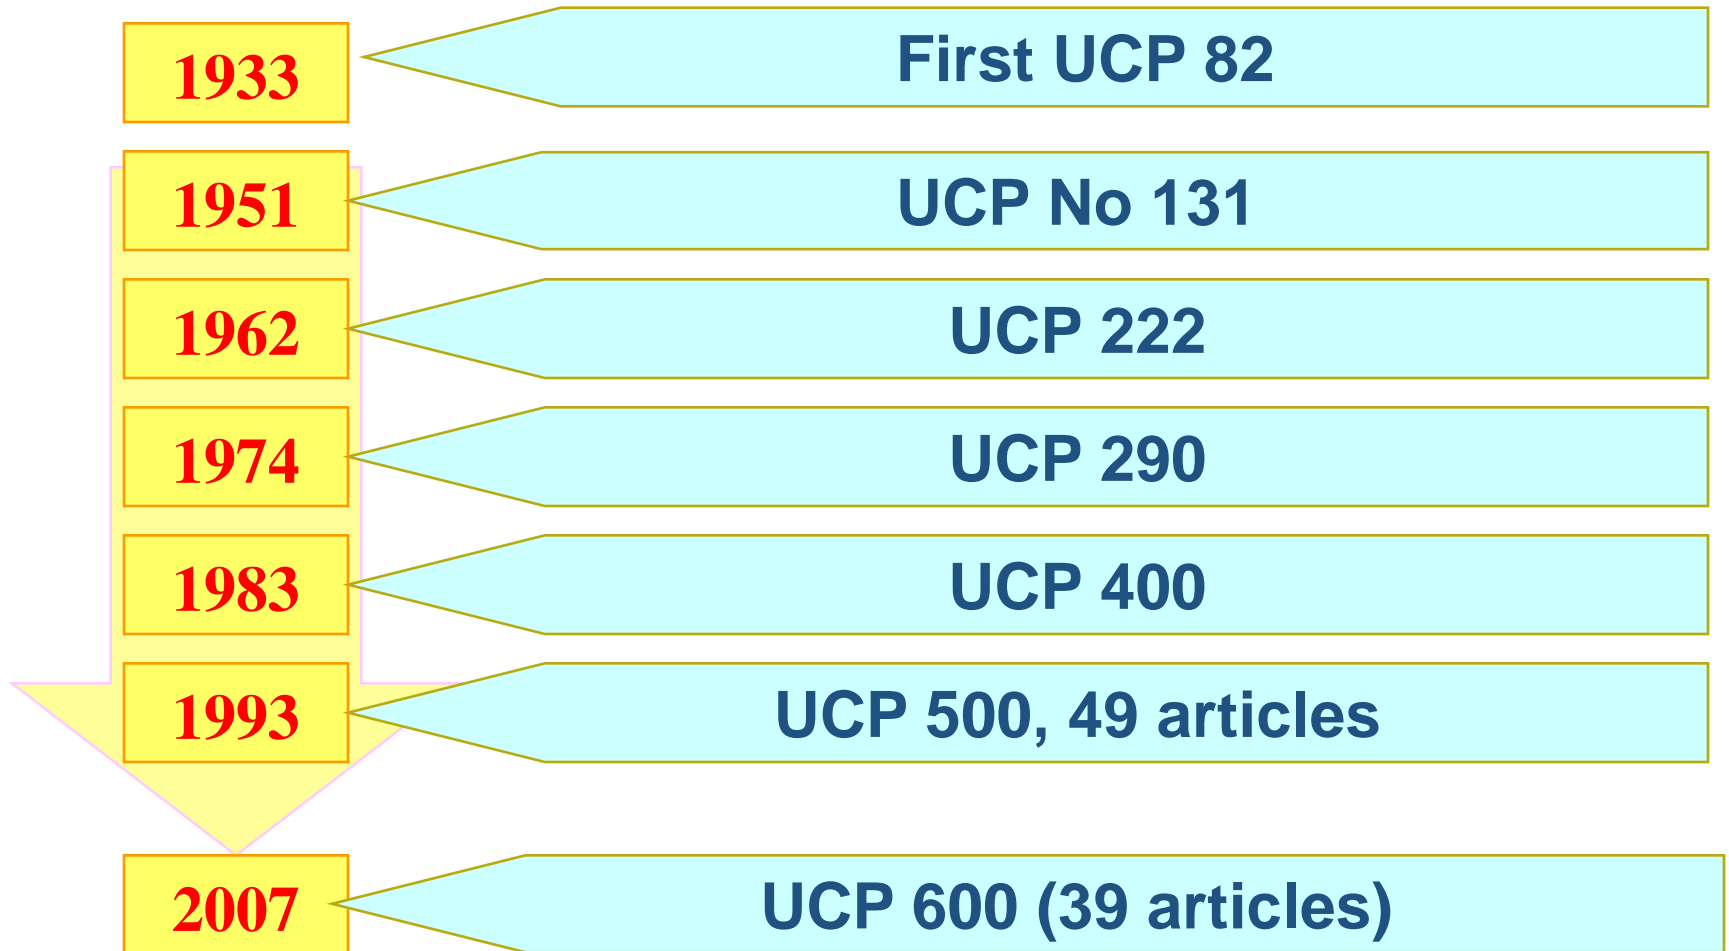 1933 First UCP 82
1951 UCP No 131
1962 UCP 222
1974 UCP 290
1983 UCP 400
1993 UCP 500, 49 articles
2007 UCP 600 (39 articles)